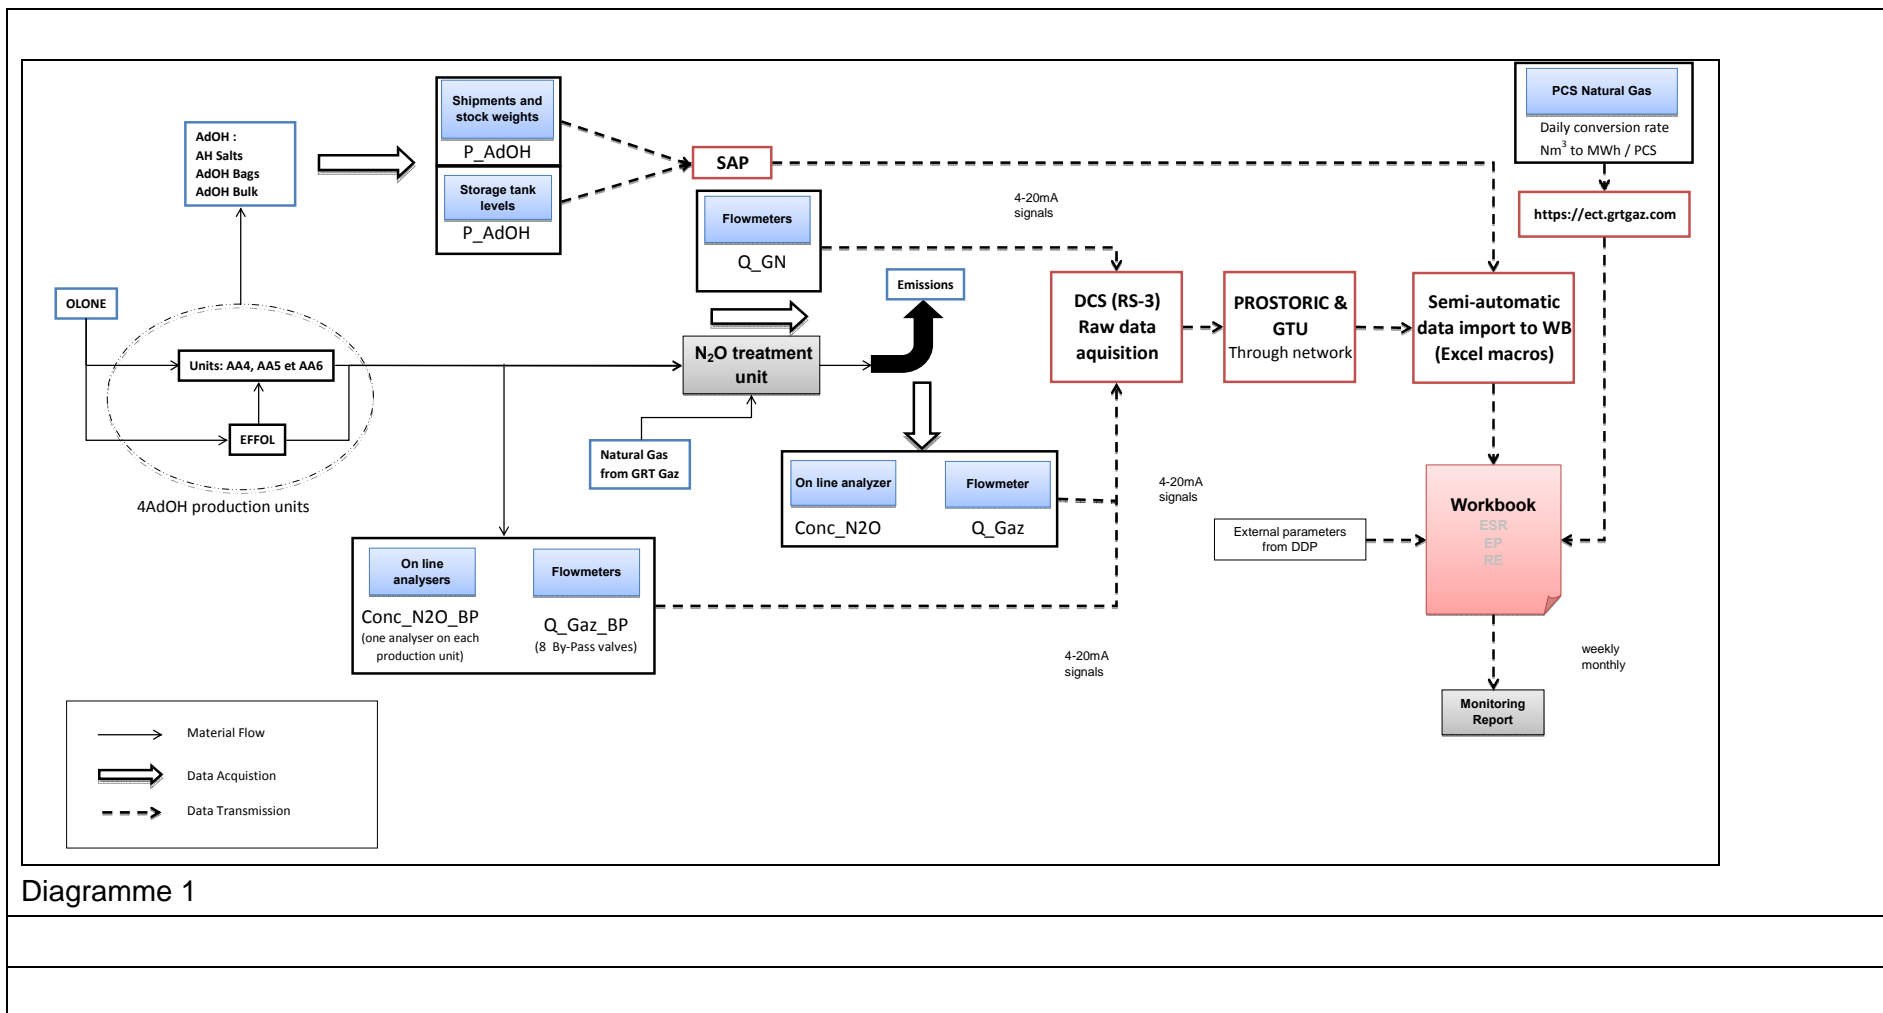 Shipments and
stock weights
P_AdOH
Storage tank
levels
P_AdOH
AdOH :
AH Salts
AdOH Bags
AdOH Bulk
SAP
PCS Natural Gas
Daily conversion rate
Nm³ to MWh / PCS
https://ect.grtgaz.com
4-20mA
signals
Flowmeters
Q_GN
OLONE
Units: AA4, AA5 et AA6
EFFOL
4AdOH production units
N₂O treatment
unit
Emissions
Natural Gas
from GRT Gaz
DCS (RS-3)
Raw data
aquisition
PROSTORIC &
GTU
Through network
Semi-automatic
data import to WB
(Excel macros)
On line analyzer
Conc_N2O
Flowmeter
Q_Gaz
4-20mA
signals
External parameters
from DDP
Workbook
ESR
EP
RE
On line
analysers
Conc_N2O_BP
(one analyser on each
production unit)
Flowmeters
Q_Gaz_BP
(8 By-Pass valves)
4-20mA
signals
weekly
monthly
Monitoring
Report
Material Flow
Data Acquistion
Data Transmission
Diagramme 1